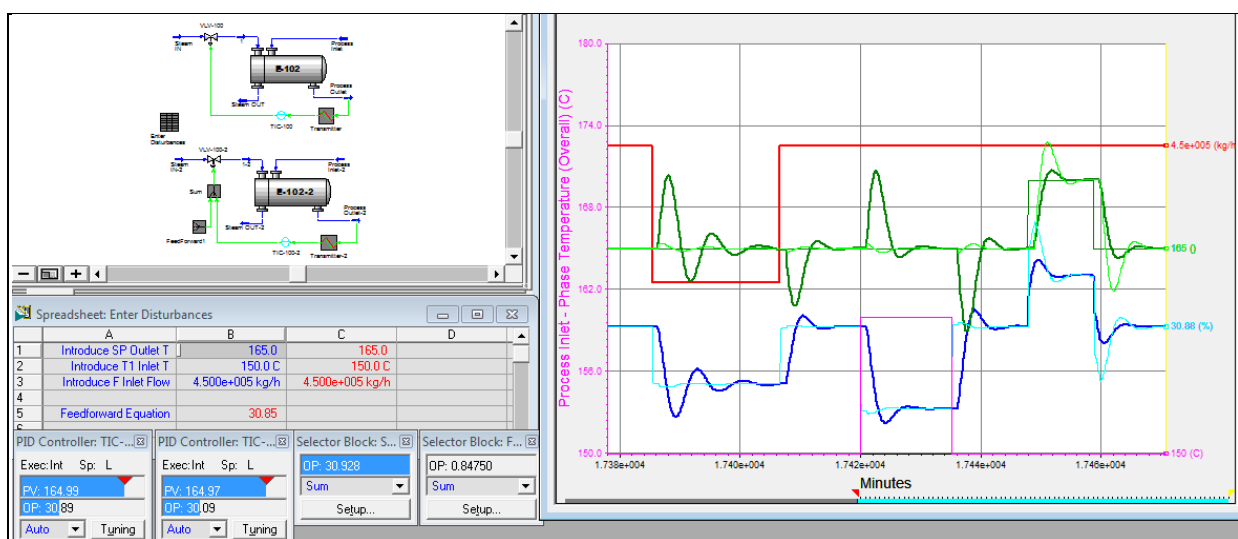 VLV-100
Steam
IN
1
Process
Inlet
E-102
Process
Outlet
Steam OUT
TIC-100
Transmitter
Enter
Disturbances
VLV-100-2
Steam
IN-2
1-2
Process
Inlet-2
Sum
E-102-2
Process
Outlet-2
Steam OUT-2
FeedForward1
TIC-100-2
Transmitter-2
Spreadsheet: Enter Disturbances
A B C D
1 Introduce SP Outlet T 165.0 165.0
2 Introduce T1 Inlet T 150.0 C 150.0 C
3 Introduce F Inlet Flow 4.500e+005 kg/h 4.500e+005 kg/h
4
5 Feedforward Equation 30.85
PID Controller: TIC-...
Exec:Int Sp: L
PV: 164.99
OP: 30.89
Auto Tuning
PID Controller: TIC-...
Exec:Int Sp: L
PV: 164.97
OP: 30.09
Auto Tuning
Selector Block: S...
OP: 30.928
Sum
Setup...
Selector Block: F...
OP: 0.84750
Sum
Setup...
Process Inlet - Phase Temperature (Overall) (C)
180.0
174.0
168.0
162.0
156.0
150.0
4.5e+005 (kg/h
165 ()
30.88 (%)
150 (C)
1.738e+004 1.740e+004 1.742e+004 1.744e+004 1.746e+004
Minutes